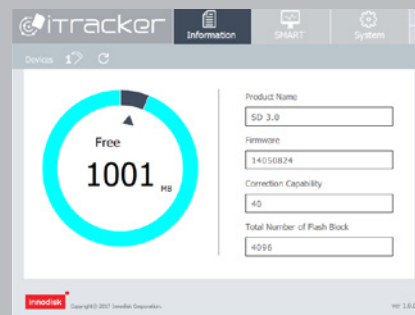 iTracker
Information
SMART
System
Devices 1
Free
1001 MB
Product Name
SD 3.0
Firmware
14050824
Correction Capability
40
Total Number of Flash Block
4096
innodisk
Copyright© 2017 Innodisk Corporation.